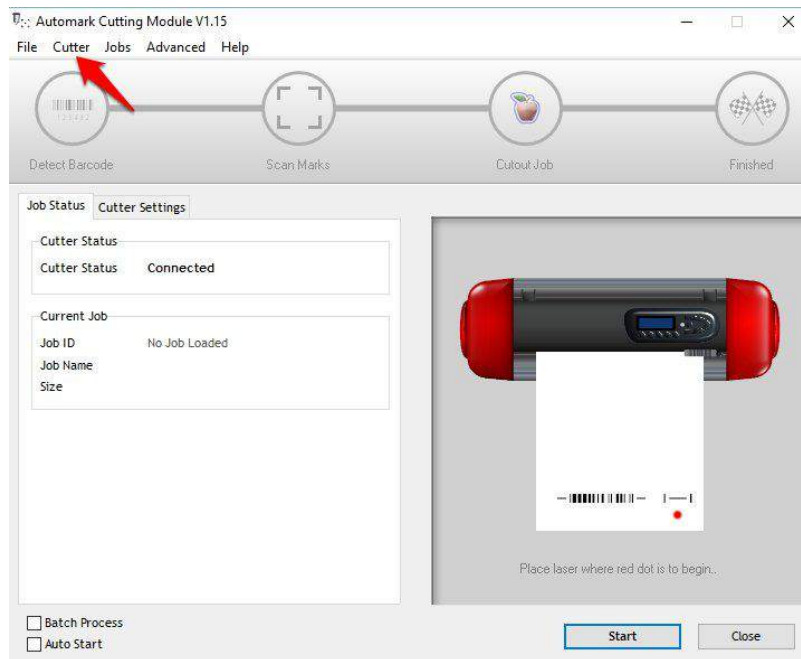 Automark Cutting Module V1.15
File Cutter Jobs Advanced Help
Detect Barcode Scan Marks Cutout Job Finished
Job Status Cutter Settings
Cutter Status
Cutter Status Connected
Current Job
Job ID No Job Loaded
Job Name
Size
Place laser where red dot is to begin..
Batch Process
Auto Start
Start Close